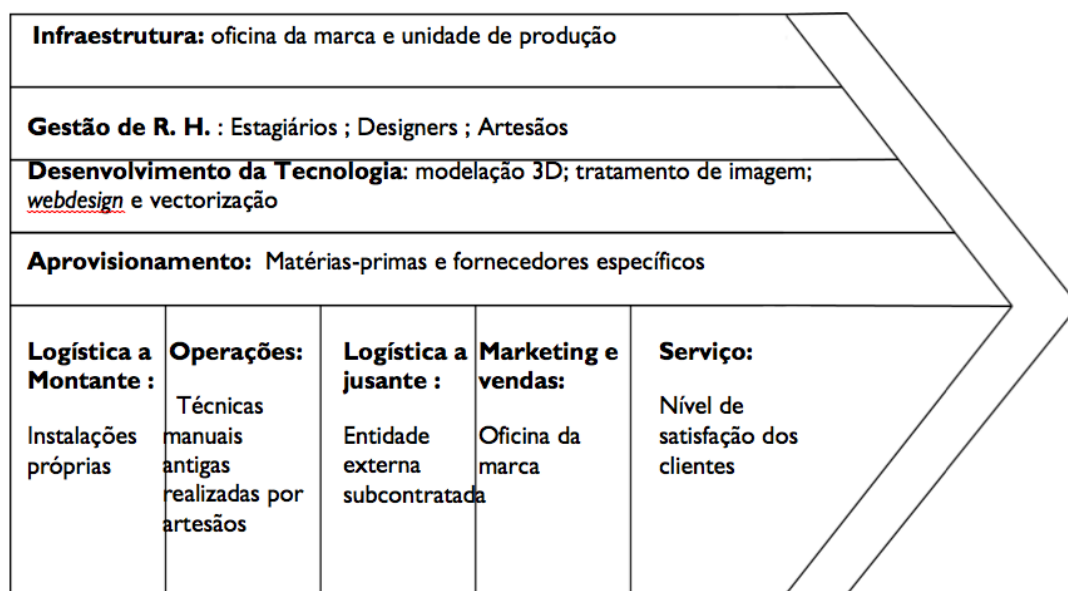 Infraestrutura: oficina da marca e unidade de produção
Gestão de R. H. : Estagiários ; Designers ; Artesãos
Desenvolvimento da Tecnologia: modelação 3D; tratamento de imagem;
webdesign e vectorização
Aprovisionamento: Matérias-primas e fornecedores específicos
Logística a
Montante :
Instalações
próprias
Operações:
Técnicas
manuais
antigas
realizadas por
artesãos
Logística a
jusante :
Entidade
externa
subcontratada
Marketing e
vendas:
Oficina da
marca
Serviço:
Nível de
satisfação dos
clientes